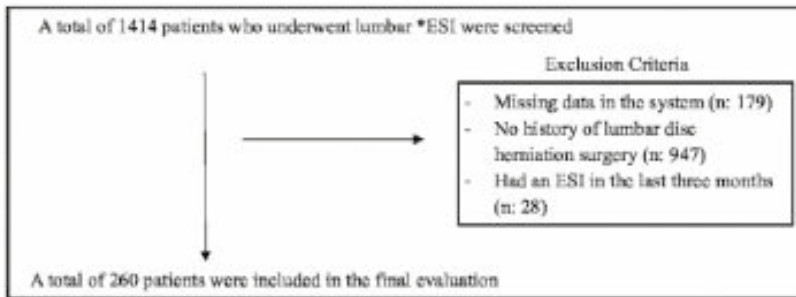 A total of 1414 patients who underwent lumbar *ESI were screened
Exclusion Criteria
- Missing data in the system (n: 179)
- No history of lumbar disc
herniation surgery (n: 947)
- Had an ESI in the last three months
(n: 28)
A total of 260 patients were included in the final evaluation